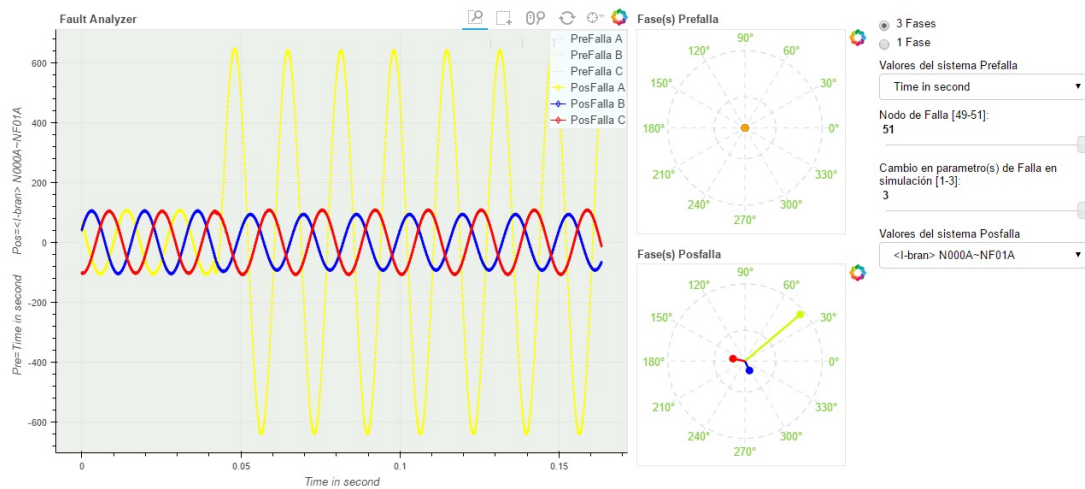 Fault Analyzer
PreFalla A
PreFalla B
PreFalla C
PosFalla A
PosFalla B
PosFalla C
600
400
200
0
-200
-400
-600
Pre=Time in second Pos=<I-bran> N000A~NF01A
0
0.05
0.1
0.15
Time in second
Fase(s) Prefalla
90°
120°
60°
150°
30°
180°
0°
210°
330°
240°
300°
270°
Fase(s) Posfalla
90°
120°
60°
150°
30°
180°
0°
210°
330°
240°
300°
270°
3 Fases
1 Fase
Valores del sistema Prefalla
Time in second
Nodo de Falla [49-51]:
51
Cambio en parametro(s) de Falla en
simulación [1-3]:
3
Valores del sistema Posfalla
<I-bran> N000A~NF01A